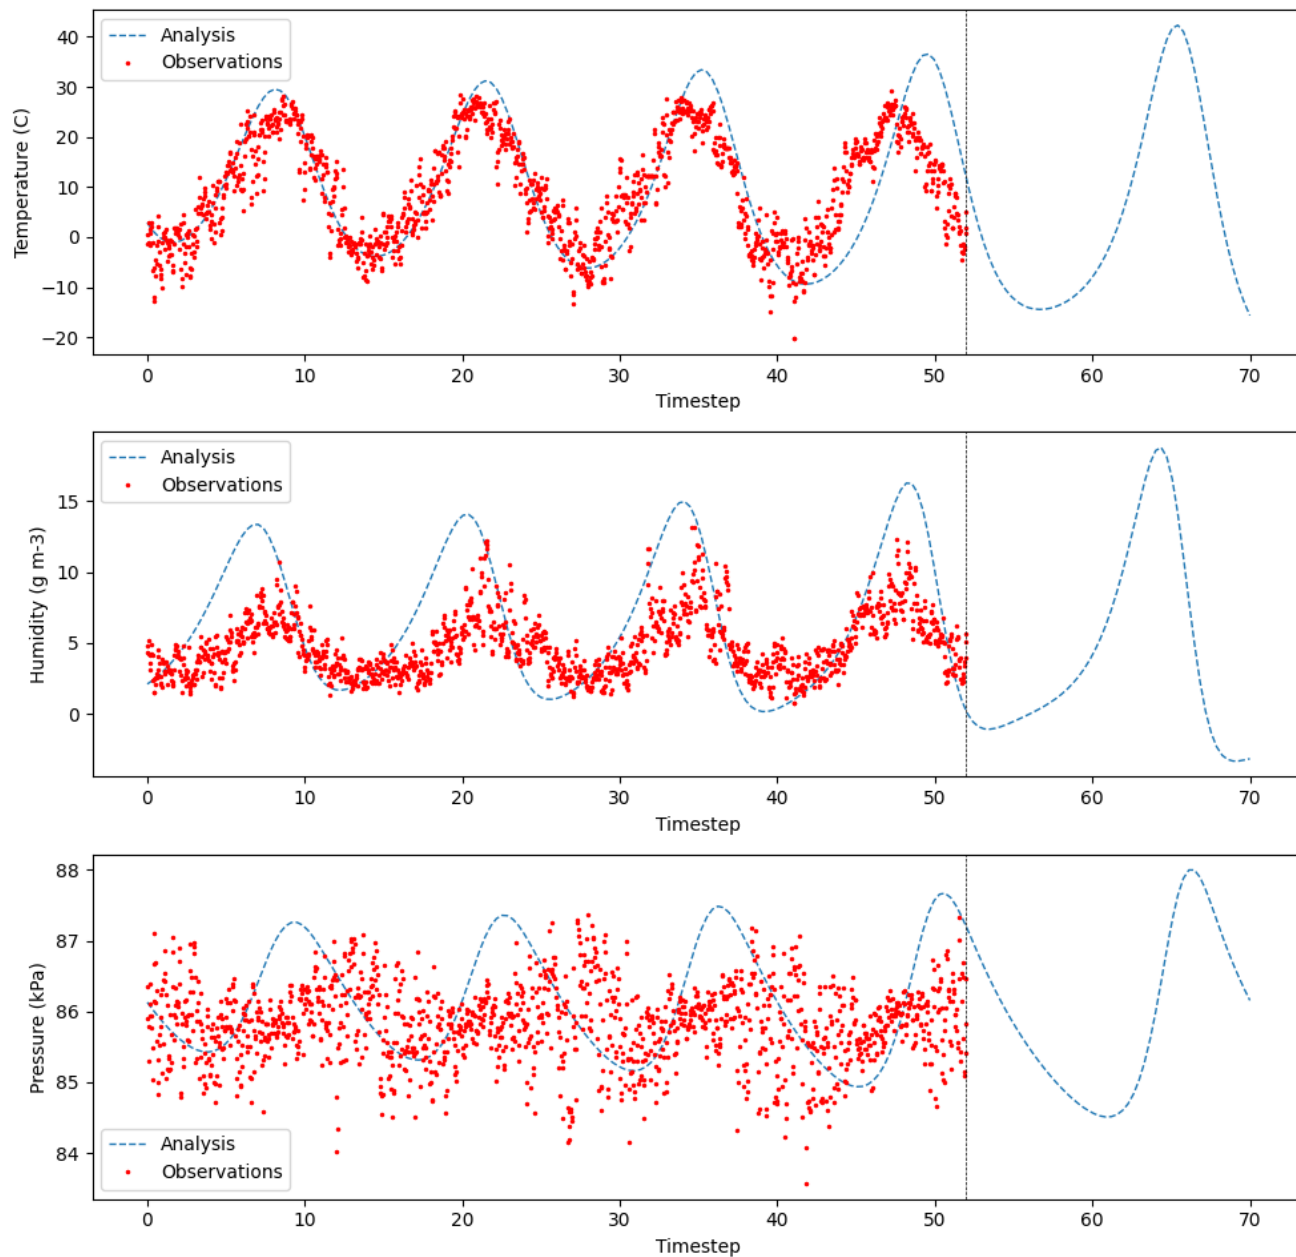 Analysis
Observations
Temperature (C)
40
30
20
10
0
−10
−20
0 10 20 30 40 50 60 70
Timestep
Analysis
Observations
Humidity (g m-3)
15
10
5
0
0 10 20 30 40 50 60 70
Timestep
Pressure (kPa)
88
87
86
85
84
Analysis
Observations
0 10 20 30 40 50 60 70
Timestep